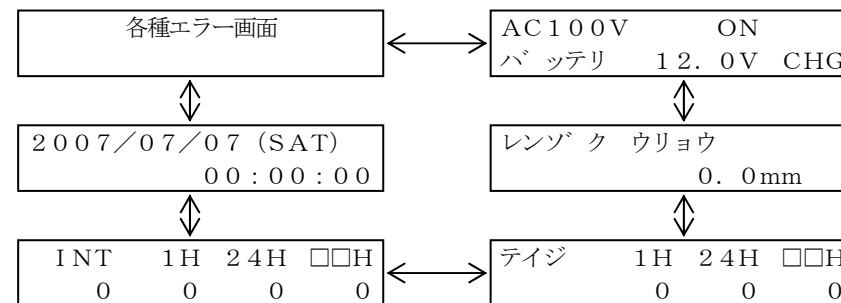 各種エラー画面
AC100V ON
バッテリ 12.0V CHG
2007/07/07(SAT)
00:00:00
レンゾク ウリョウ
0.0mm
INT 1H 24H □□H
0 0 0 0
テイジ 1H 24H □□H
0 0 0